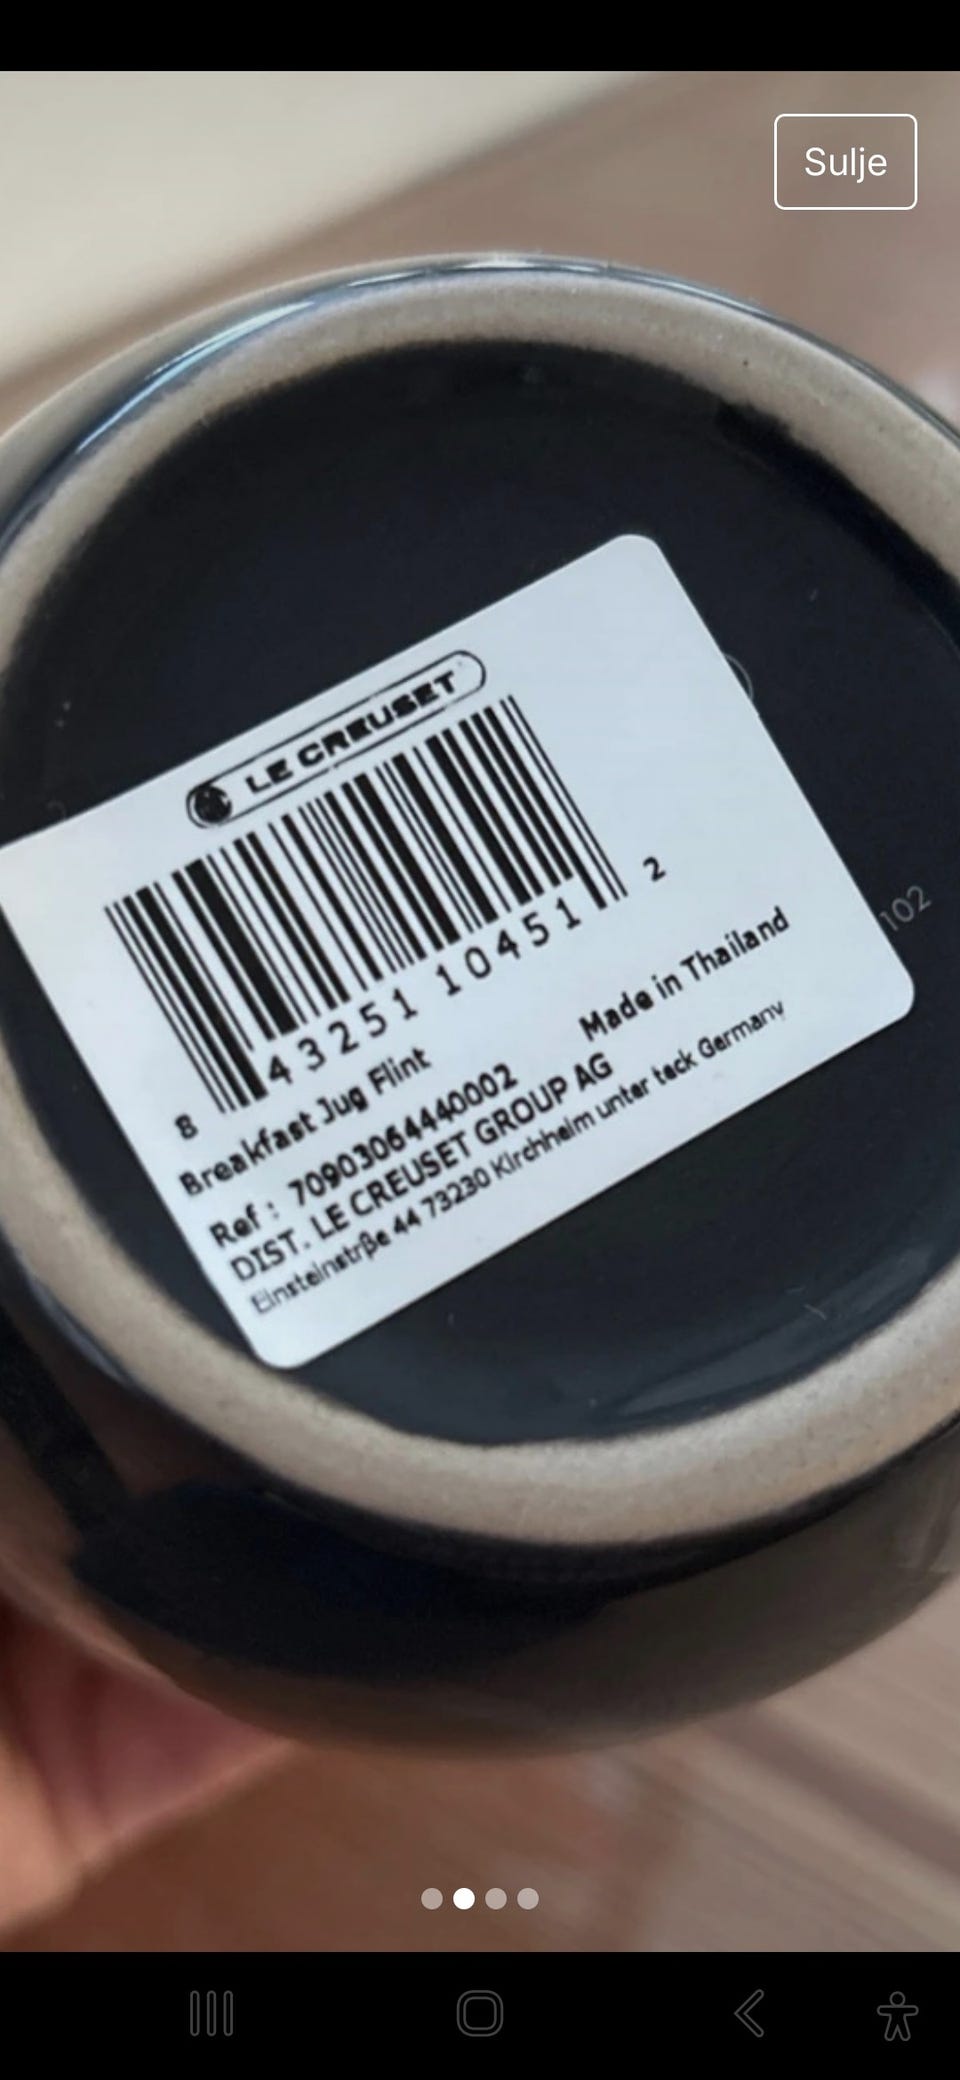 Sulje
LE CREUSET
8 43251 10451 2
Breakfast Jug Flint
Made in Thailand
Ref : 70903064440002
DIST. LE CREUSET GROUP AG
Einsteinstrße 44 73230 Kirchheim unter teck Germany
102